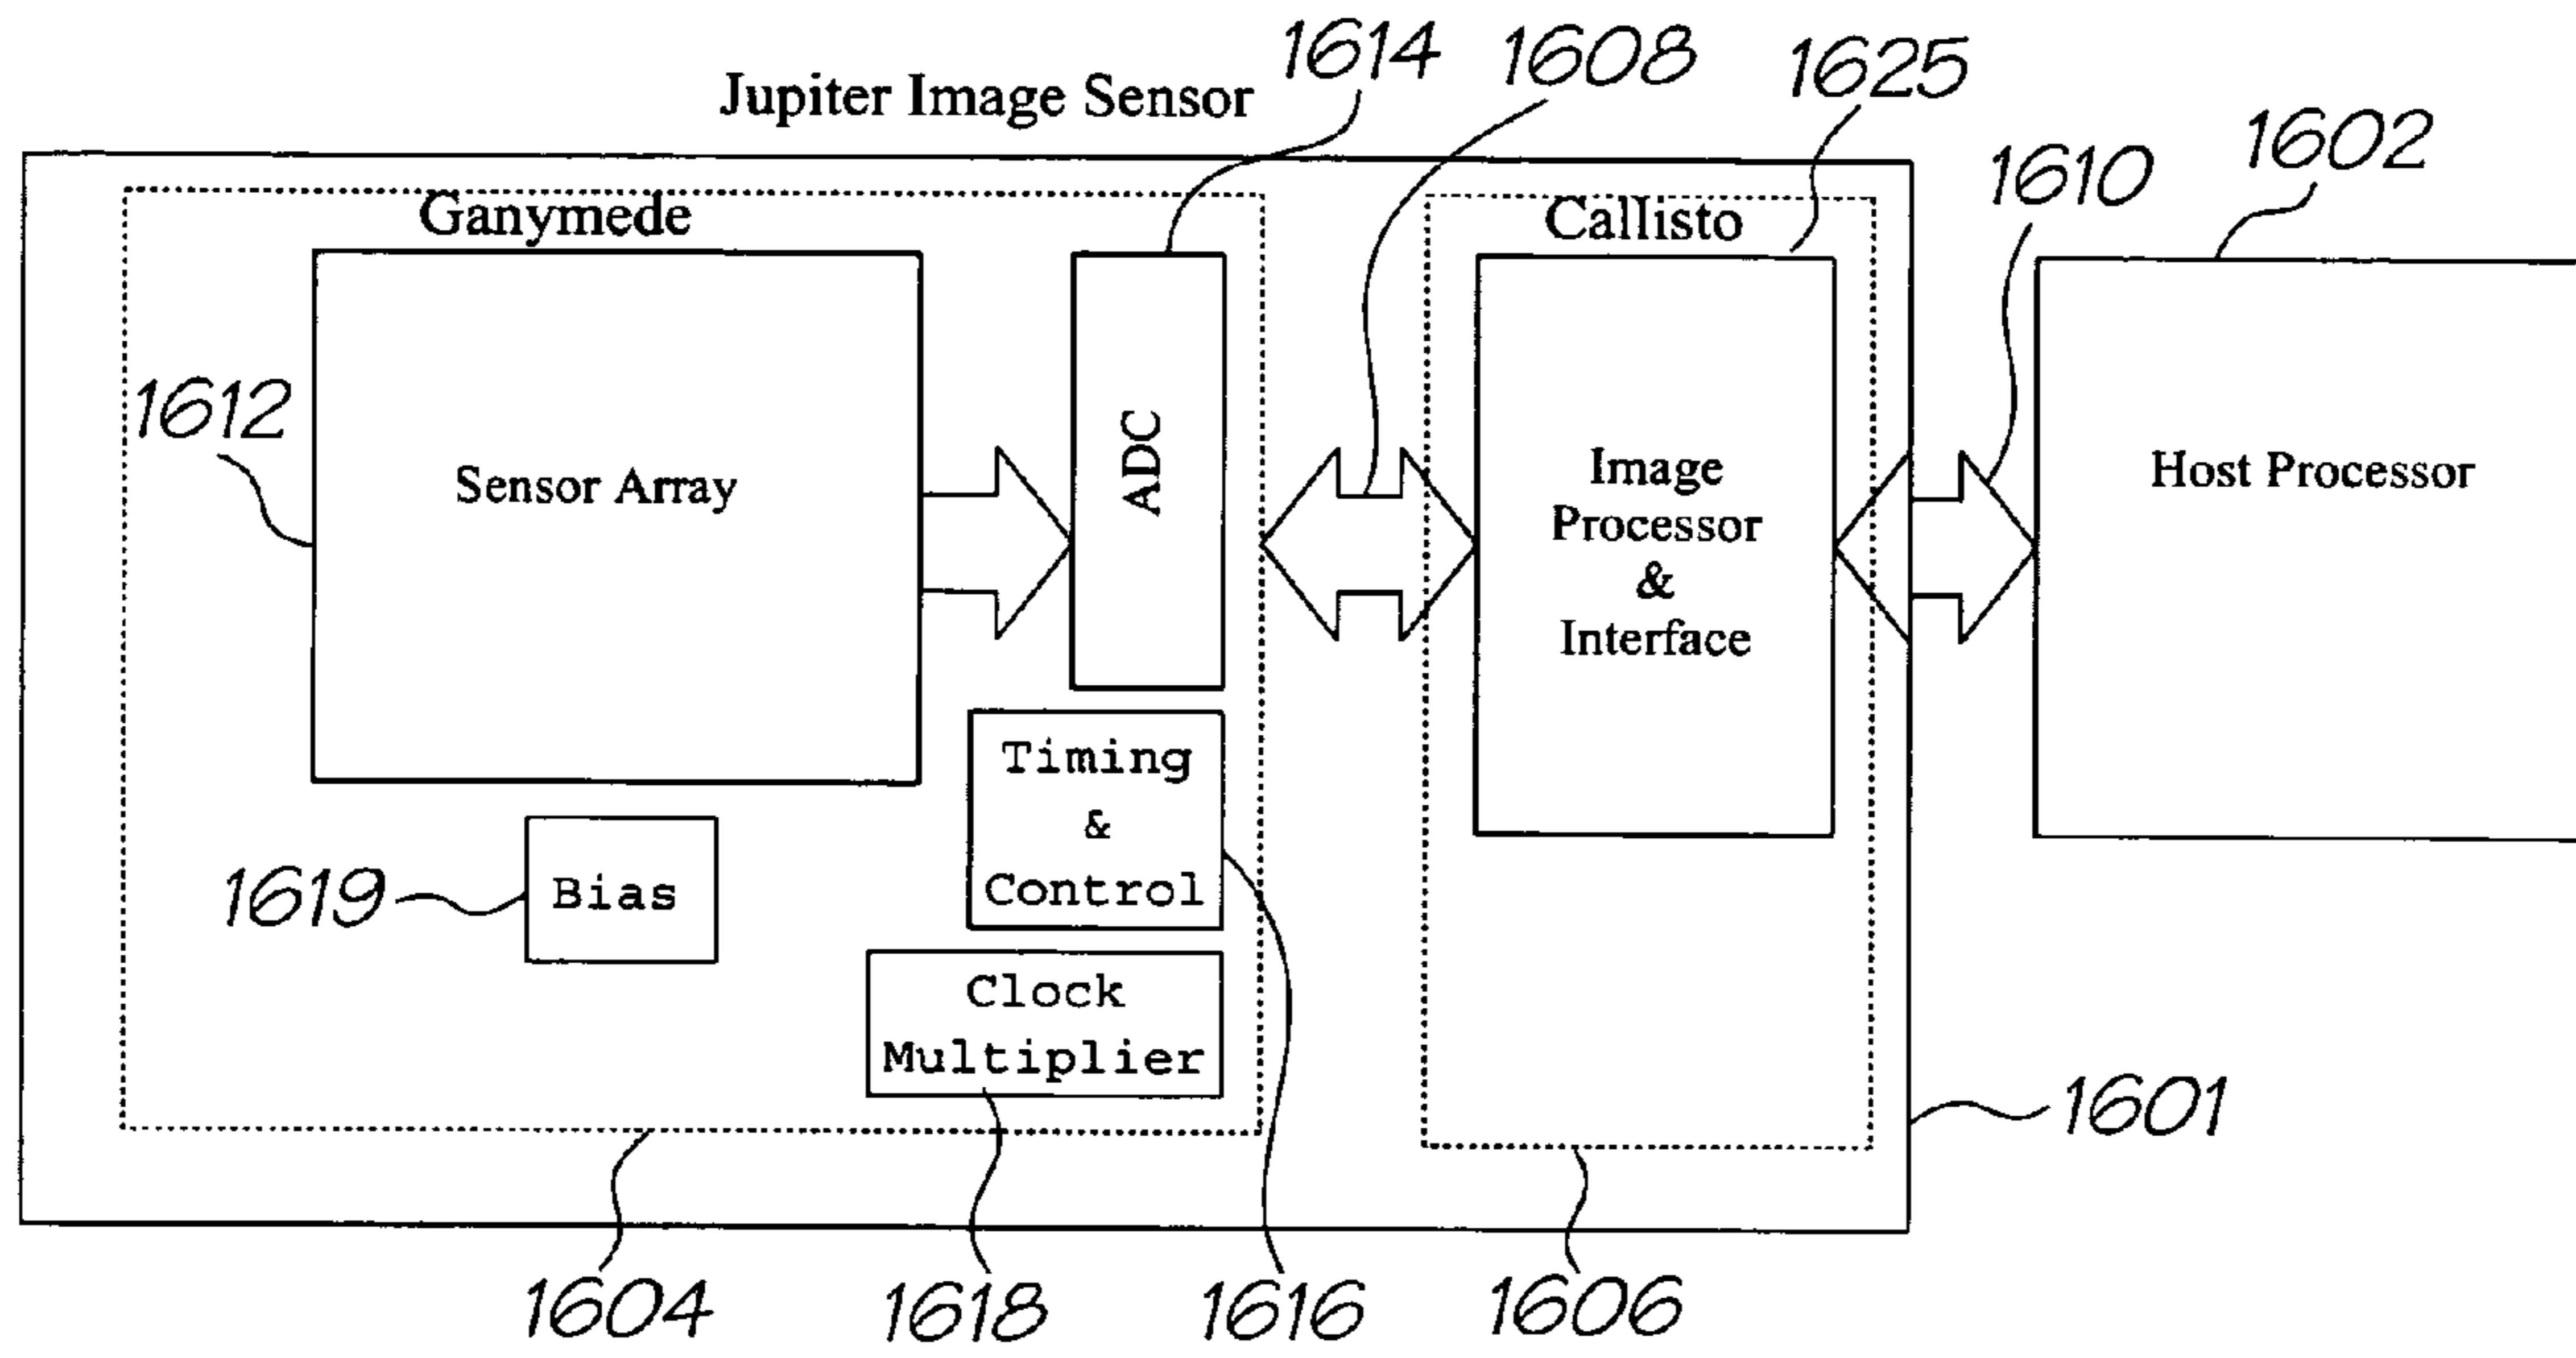 Jupiter Image Sensor
1614
1608
1625
1610
1602
Ganymede
Callisto
1612
Sensor Array
ADC
Image
Processor
&
Interface
Host Processor
Timing
&
Control
1619
Bias
Clock
Multiplier
1601
1604
1618
1616
1606